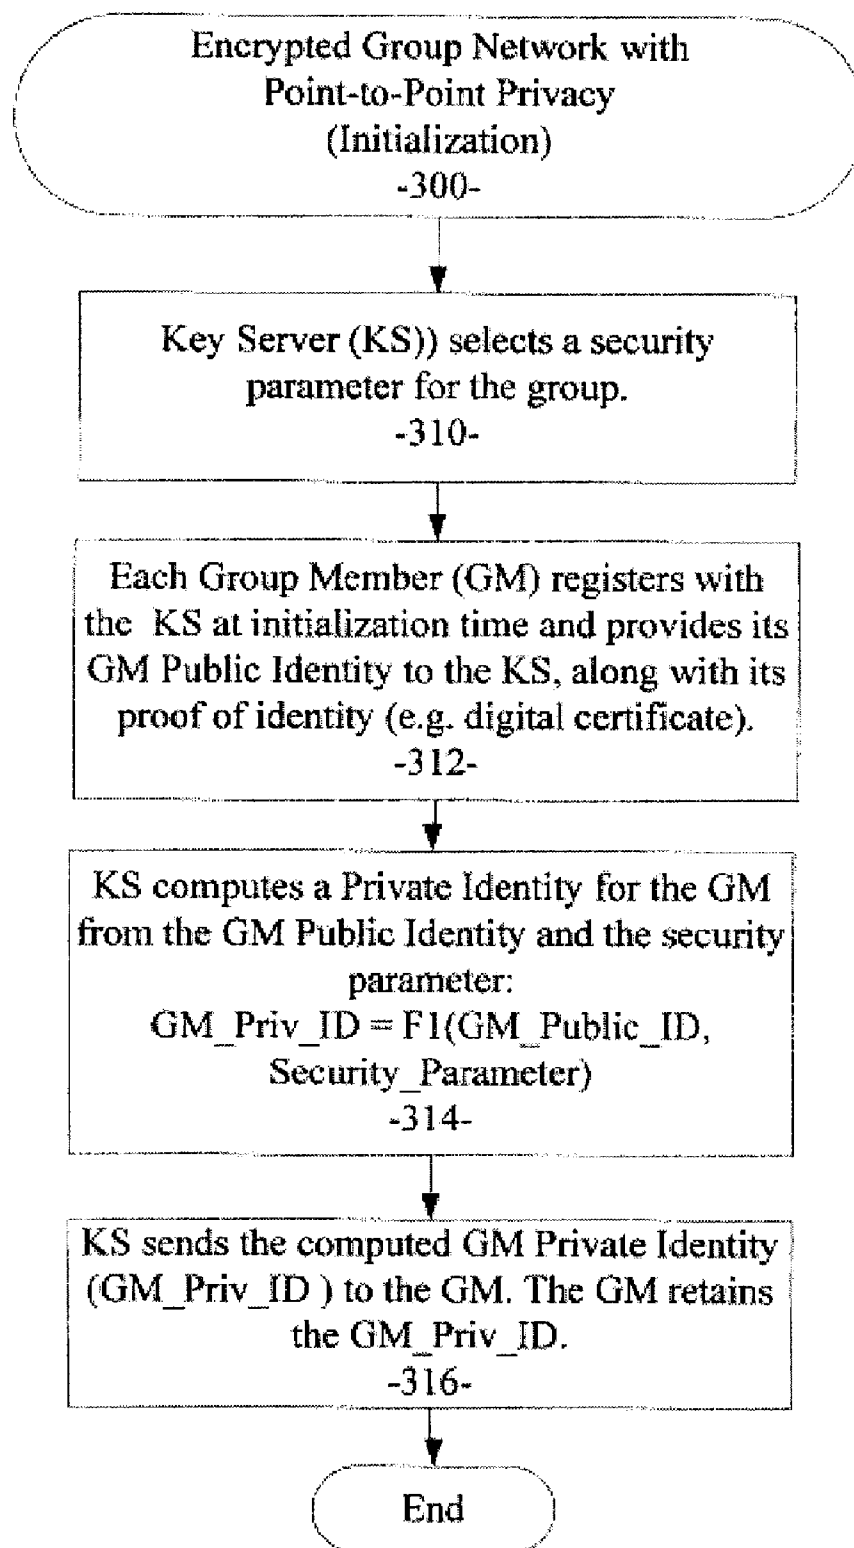 Encrypted Group Network with
Point-to-Point Privacy
(Initialization)
-300-
Key Server (KS)) selects a security
parameter for the group.
-310-
Each Group Member (GM) registers with
the KS at initialization time and provides its
GM Public Identity to the KS, along with its
proof of identity (e.g. digital certificate).
-312-
KS computes a Private Identity for the GM
from the GM Public Identity and the security
parameter:
GM_Priv_ID = F1(GM_Public_ID,
Security_Parameter)
-314-
KS sends the computed GM Private Identity
(GM_Priv_ID ) to the GM. The GM retains
the GM_Priv_ID.
-316-
End